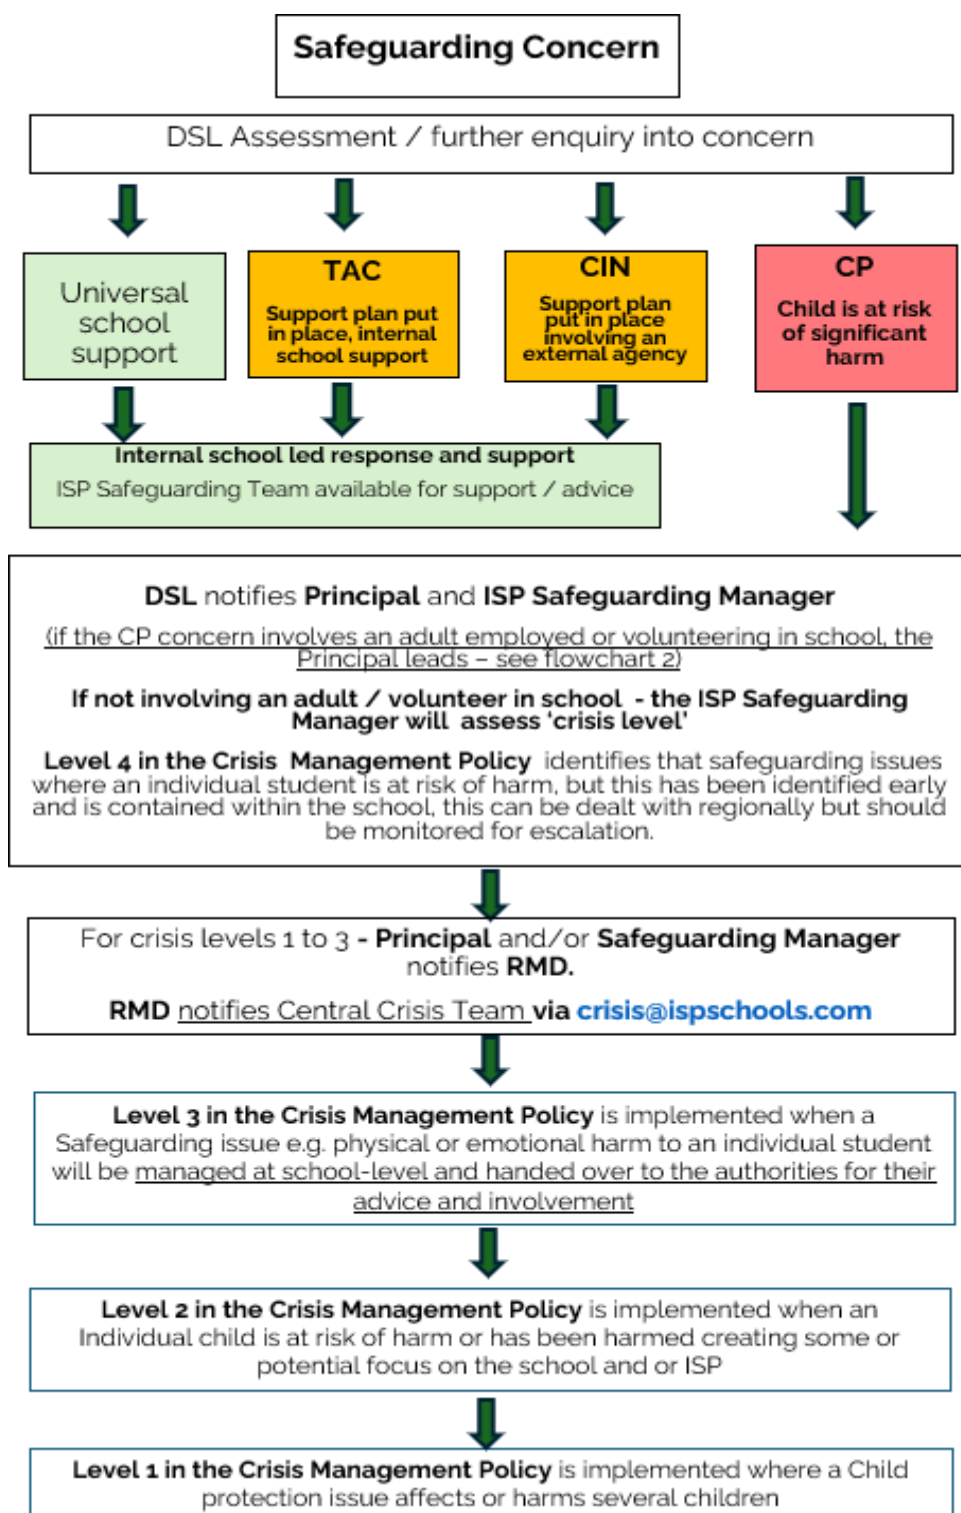 Safeguarding Concern
DSL Assessment / further enquiry into concern
Universal
school
support
TAC
Support plan put
in place, internal
school support
CIN
Support plan
put in place
involving an
external agency
CP
Child is at risk
of significant
harm
Internal school led response and support
ISP Safeguarding Team available for support / advice
DSL notifies Principal and ISP Safeguarding Manager
(if the CP concern involves an adult employed or volunteering in school, the
Principal leads – see flowchart 2)
If not involving an adult / volunteer in school - the ISP Safeguarding
Manager will assess ‘crisis level’
Level 4 in the Crisis Management Policy identifies that safeguarding issues
where an individual student is at risk of harm, but this has been identified early
and is contained within the school, this can be dealt with regionally but should
be monitored for escalation.
For crisis levels 1 to 3 - Principal and/or Safeguarding Manager
notifies RMD.
RMD notifies Central Crisis Team via crisis@ispschools.com
Level 3 in the Crisis Management Policy is implemented when a
Safeguarding issue e.g. physical or emotional harm to an individual student
will be managed at school-level and handed over to the authorities for their
advice and involvement
Level 2 in the Crisis Management Policy is implemented when an
Individual child is at risk of harm or has been harmed creating some or
potential focus on the school and or ISP
Level 1 in the Crisis Management Policy is implemented where a Child
protection issue affects or harms several children